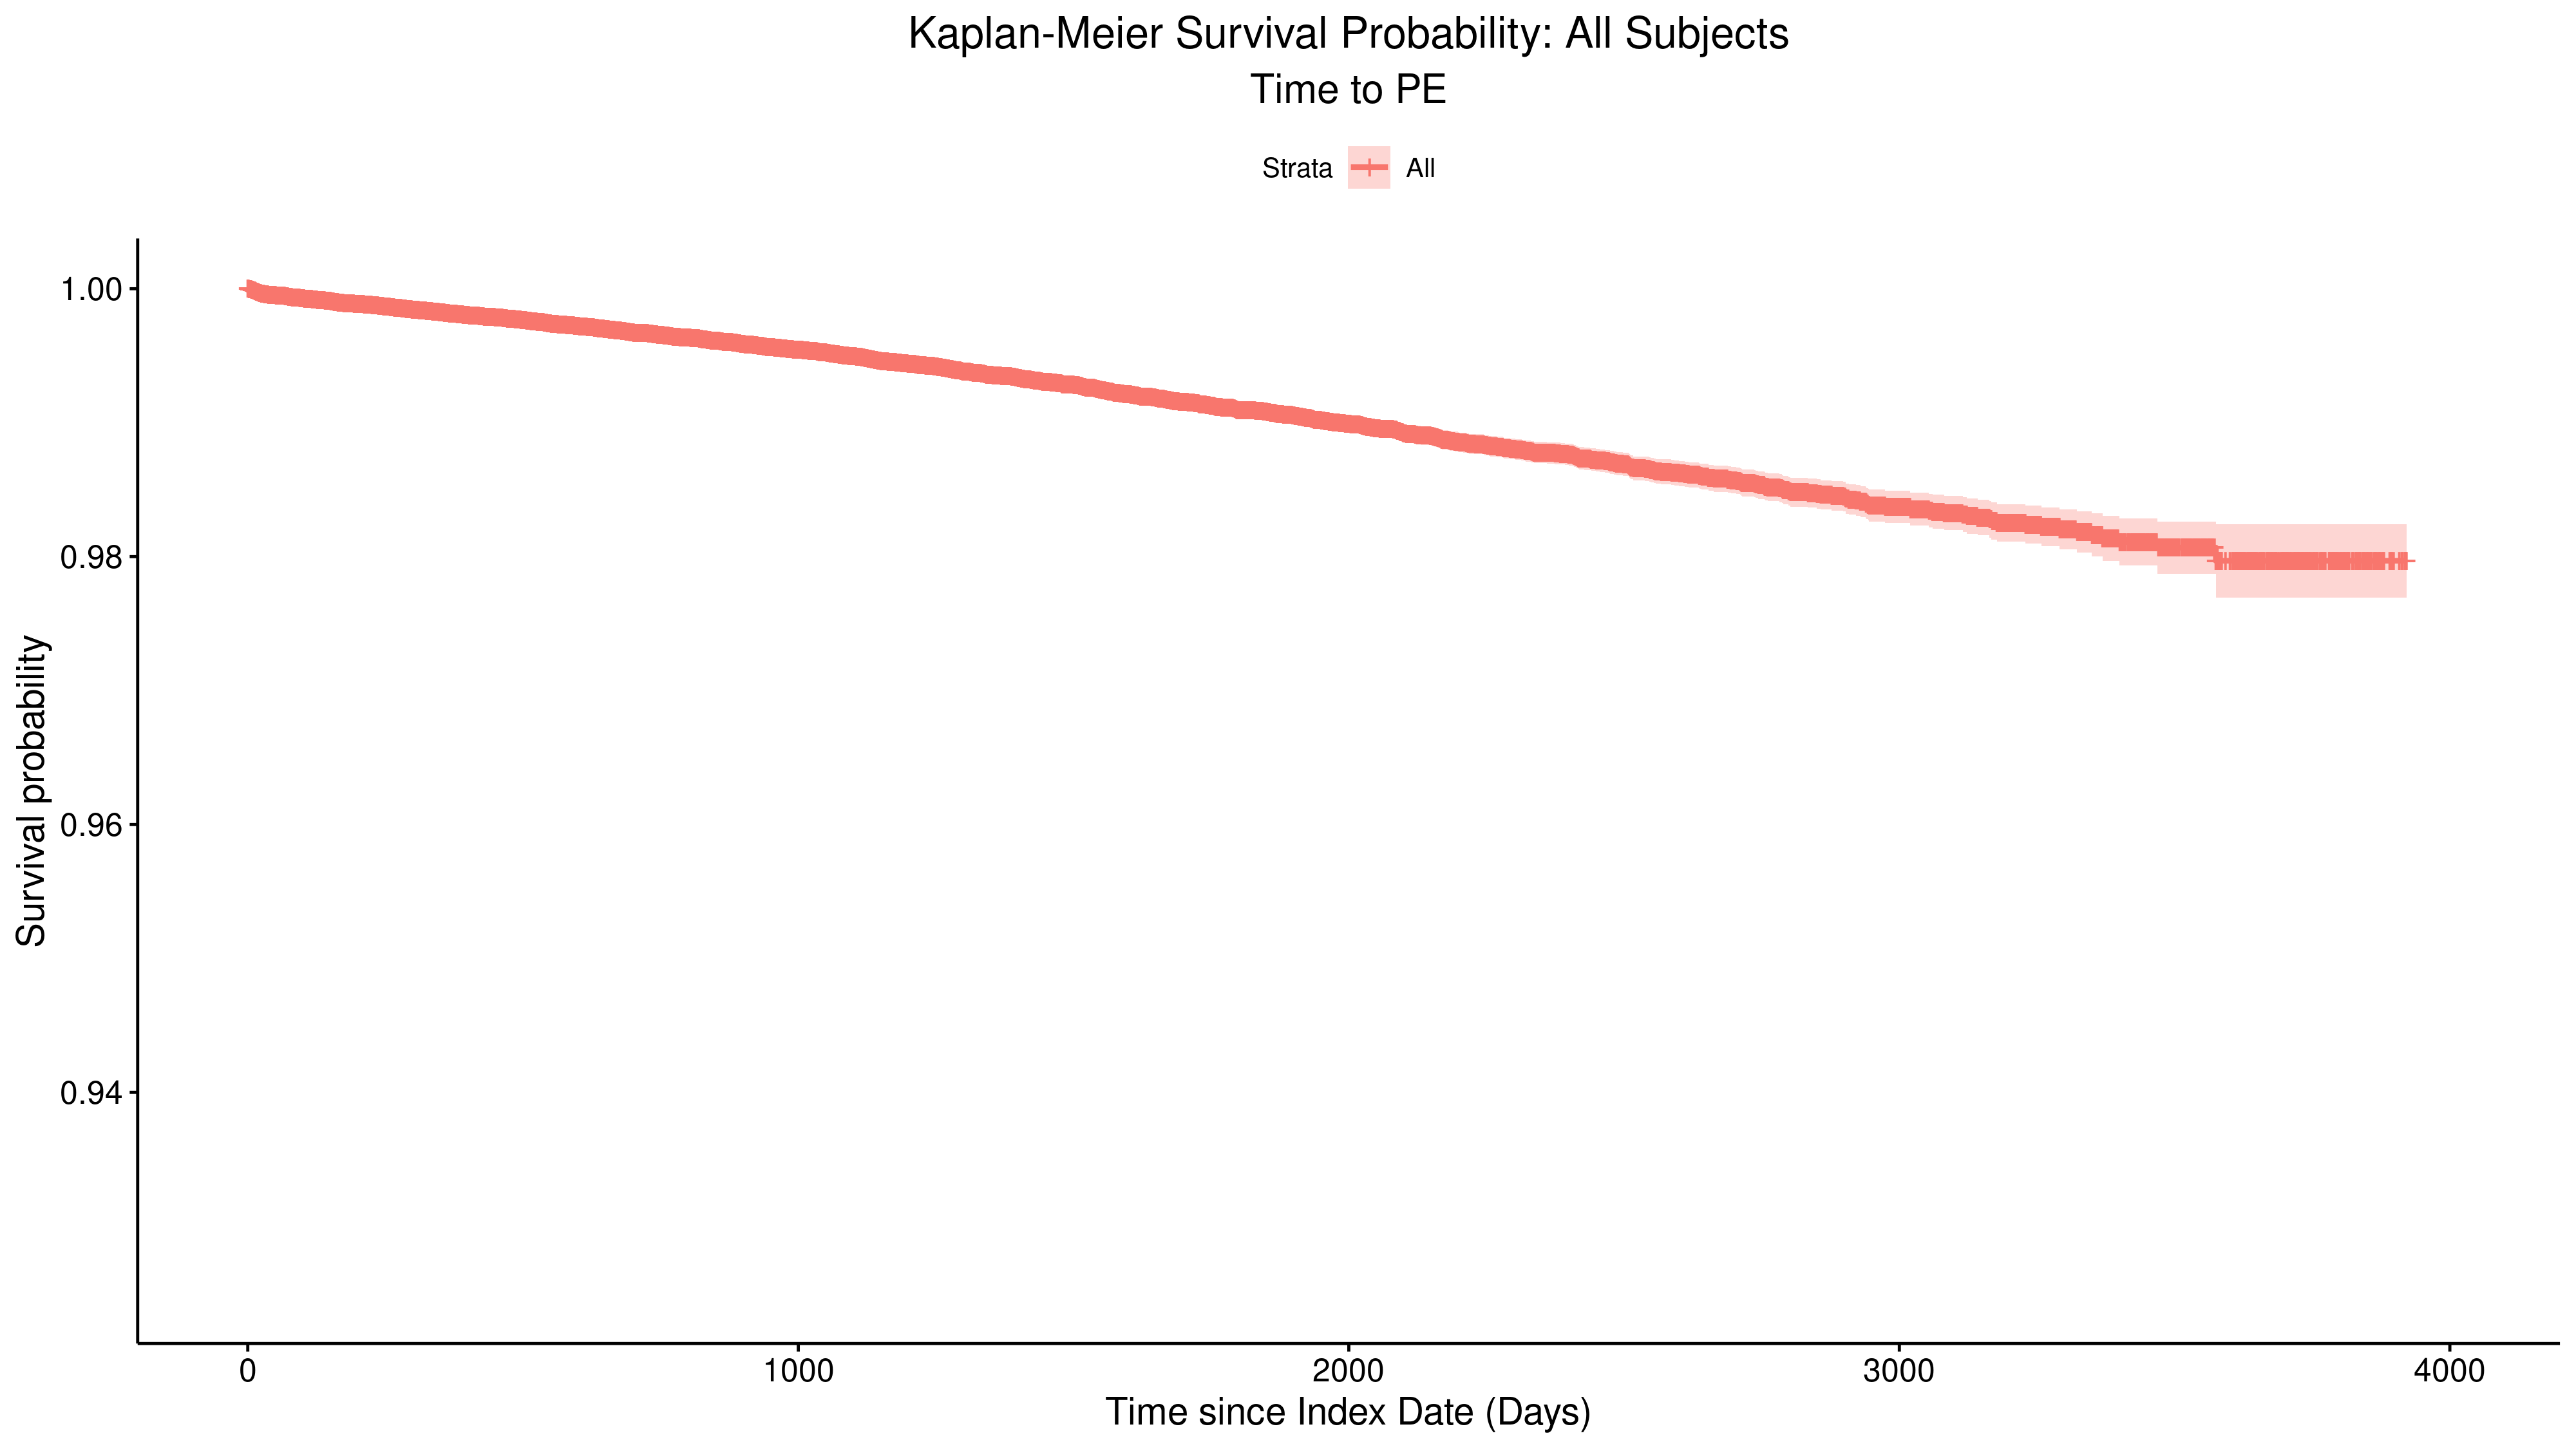 Kaplan-Meier Survival Probability: All Subjects
Time to PE
Strata All
Survival probability
1.00
0.98
0.96
0.94
0 1000 2000 3000 4000
Time since Index Date (Days)